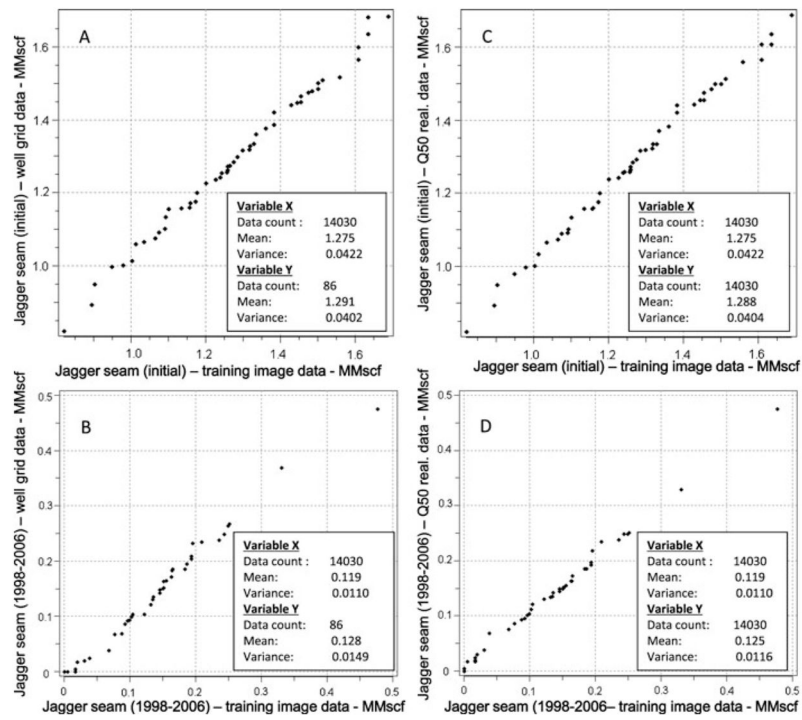 A
Jagger seam (initial) – well grid data - MMscf
1.6
1.4
1.2
1.0
Variable X
Data count : 14030
Mean: 1.275
Variance: 0.0422
Variable Y
Data count: 86
Mean: 1.291
Variance: 0.0402
1.0 1.2 1.4 1.6
Jagger seam (initial) – training image data - MMscf
C
Jagger seam (initial) – Q50 real. data - MMscf
1.6
1.4
1.2
1.0
Variable X
Data count: 14030
Mean: 1.275
Variance: 0.0422
Variable Y
Data count: 14030
Mean: 1.288
Variance: 0.0404
1.0 1.2 1.4 1.6
Jagger seam (initial) – training image data - MMscf
B
Jagger seam (1998-2006) – well grid data - MMscf
0.5
0.4
0.3
0.2
0.1
0
Variable X
Data count : 14030
Mean: 0.119
Variance: 0.0110
Variable Y
Data count: 86
Mean: 0.128
Variance: 0.0149
0 0.1 0.2 0.3 0.4 0.5
Jagger seam (1998-2006) – training image data - MMscf
D
Jagger seam (1998-2006) – Q50 real. data - MMscf
0.5
0.4
0.3
0.2
0.1
0
Variable X
Data count : 14030
Mean: 0.119
Variance: 0.0110
Variable Y
Data count: 14030
Mean: 0.125
Variance: 0.0116
0 0.1 0.2 0.3 0.4 0.5
Jagger seam (1998-2006– training image data - MMscf